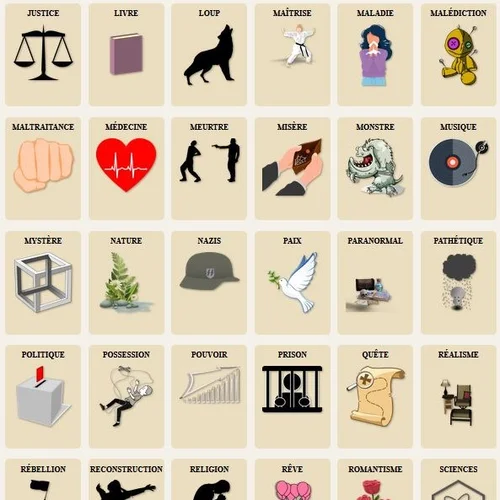 JUSTICE
LIVRE
LOUP
MAÎTRISE
MALADIE
MALÉDICTION
MALTRAITANCE
MÉDECINE
MEURTRE
MISÈRE
MONSTRE
MUSIQUE
MYSTÈRE
NATURE
NAZIS
PAIX
PARANORMAL
PATHÉTIQUE
POLITIQUE
POSSESSION
POUVOIR
PRISON
QUÊTE
RÉALISME
RÉBELLION
RECONSTRUCTION
RELIGION
RÊVE
ROMANTISME
SCIENCES